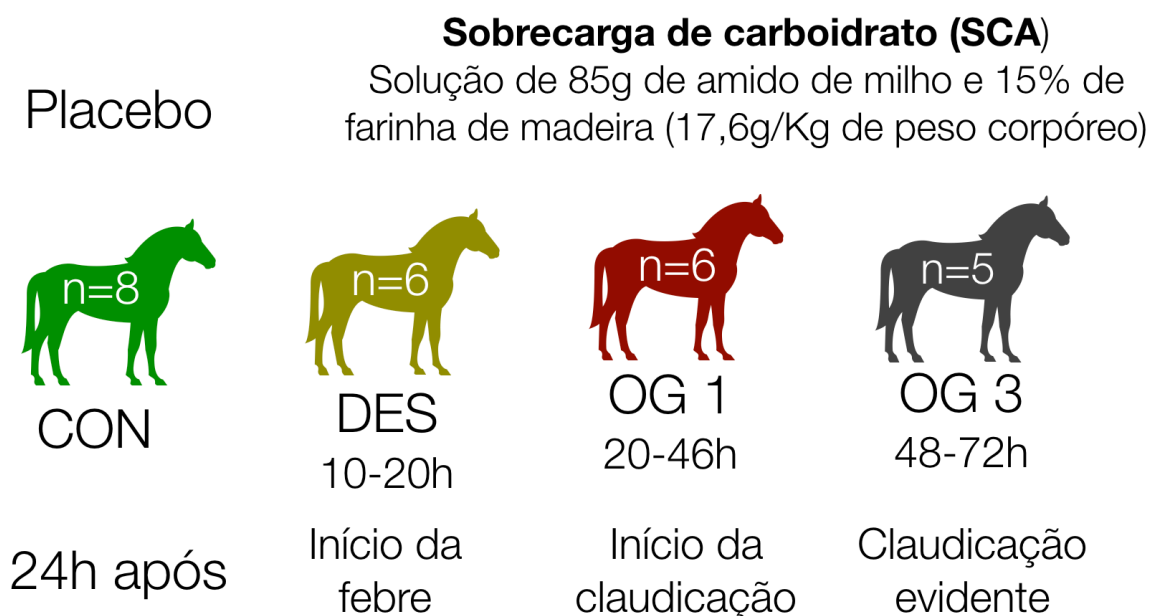 Sobrecarga de carboidrato (SCA)
Placebo
Solução de 85g de amido de milho e 15% de
farinha de madeira (17,6g/Kg de peso corpóreo)
n=8
n=6
n=6
n=5
CON
DES
OG 1
OG 3
10-20h
20-46h
48-72h
24h após
Início da
febre
Início da
claudicação
Claudicação
evidente